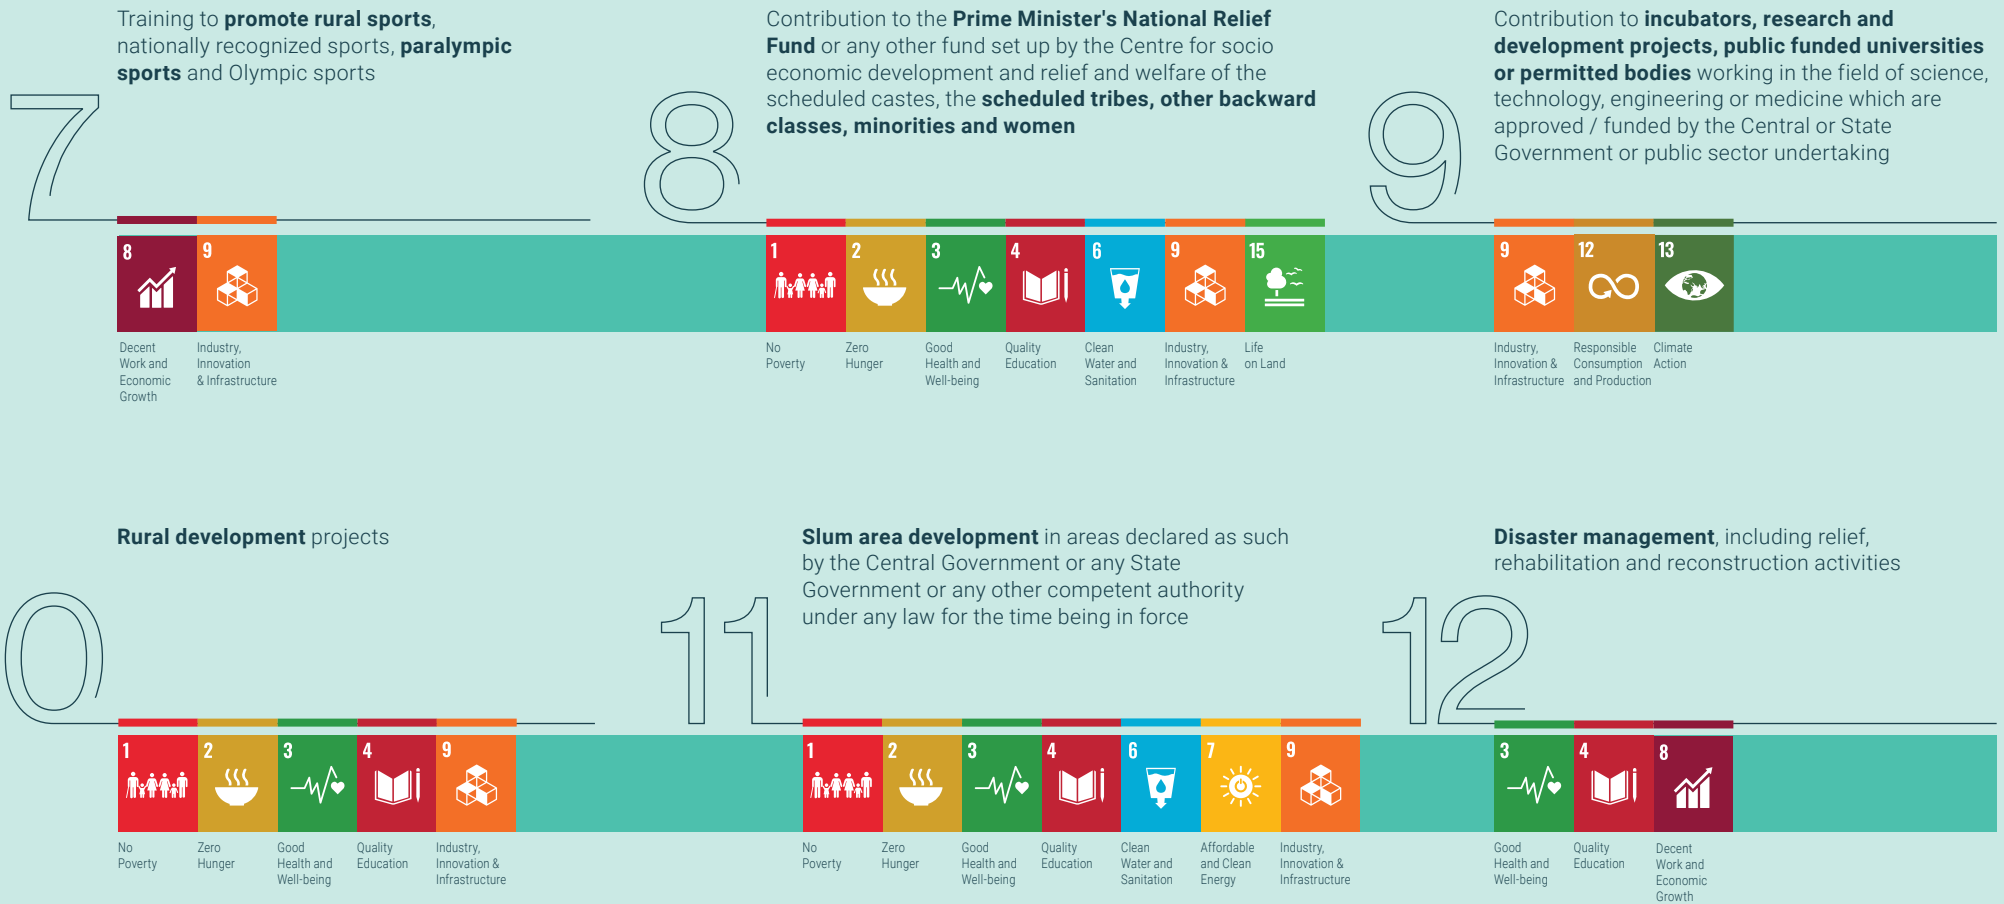 7
Training to promote rural sports,
nationally recognized sports, paralympic
sports and Olympic sports
8
9
Decent
Work and
Economic
Growth
Industry,
Innovation
& Infrastructure
8
Contribution to the Prime Minister's National Relief
Fund or any other fund set up by the Centre for socio
economic development and relief and welfare of the
scheduled castes, the scheduled tribes, other backward
classes, minorities and women
1
2
3
4
6
9
15
No
Poverty
Zero
Hunger
Good
Health and
Well-being
Quality
Education
Clean
Water and
Sanitation
Industry,
Innovation &
Infrastructure
Life
on Land
9
Contribution to incubators, research and
development projects, public funded universities
or permitted bodies working in the field of science,
technology, engineering or medicine which are
approved / funded by the Central or State
Government or public sector undertaking
9
12
13
Industry,
Innovation &
Infrastructure
Responsible
Consumption
and Production
Climate
Action
0
Rural development projects
1
2
3
4
9
No
Poverty
Zero
Hunger
Good
Health and
Well-being
Quality
Education
Industry,
Innovation &
Infrastructure
11
Slum area development in areas declared as such
by the Central Government or any State
Government or any other competent authority
under any law for the time being in force
1
2
3
4
6
7
9
No
Poverty
Zero
Hunger
Good
Health and
Well-being
Quality
Education
Clean
Water and
Sanitation
Affordable
and Clean
Energy
Industry,
Innovation &
Infrastructure
12
Disaster management, including relief,
rehabilitation and reconstruction activities
3
4
8
Good
Health and
Well-being
Quality
Education
Decent
Work and
Economic
Growth